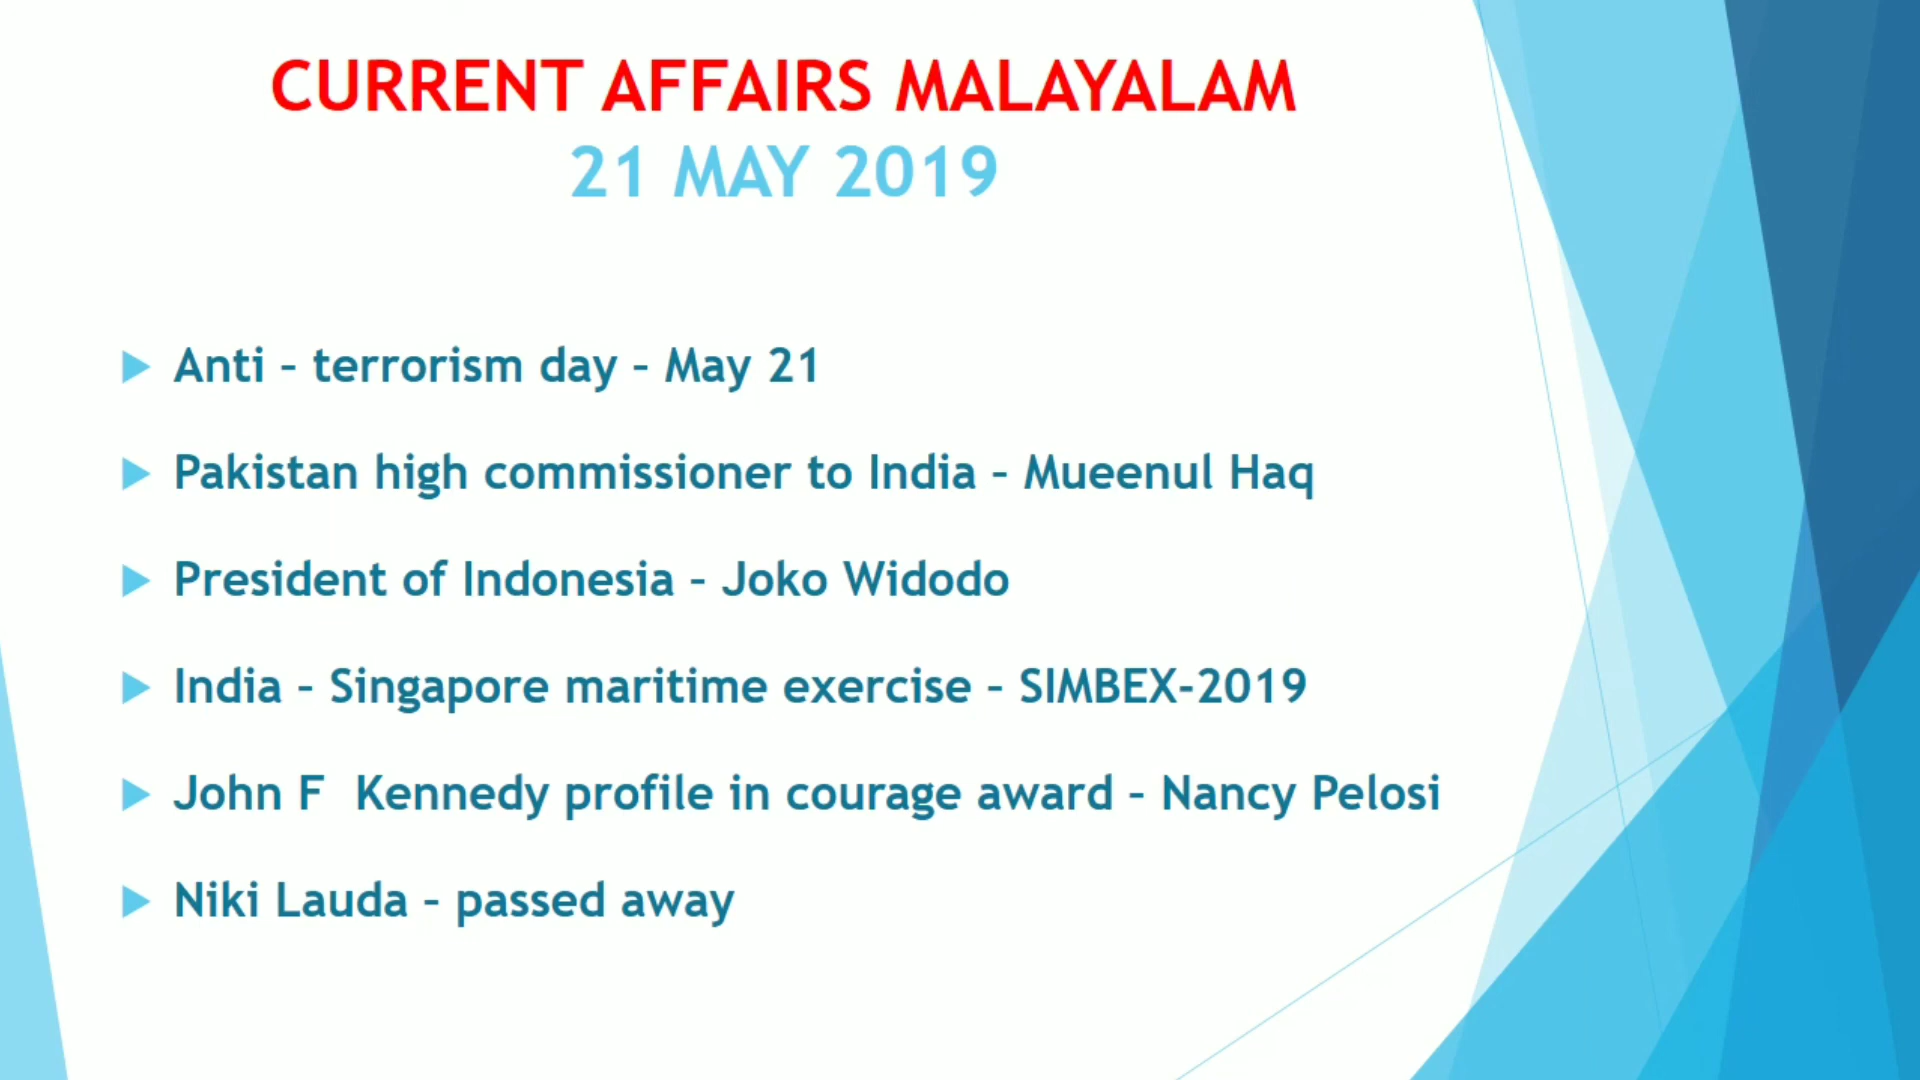 CURRENT AFFAIRS MALAYALAM
21 MAY 2019
Anti – terrorism day – May 21
Pakistan high commissioner to India – Mueenul Haq
President of Indonesia – Joko Widodo
India – Singapore maritime exercise – SIMBEX-2019
John F  Kennedy profile in courage award – Nancy Pelosi
Niki Lauda – passed away